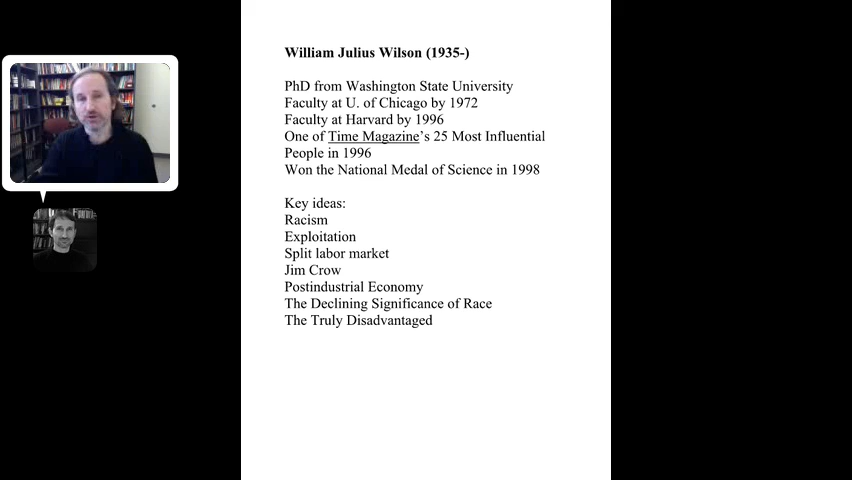 William Julius Wilson (1935-)
PhD from Washington State University
Faculty at U. of Chicago by 1972
Faculty at Harvard by 1996
One of Time Magazine's 25 Most Influential
People in 1996
Won the National Medal of Science in 1998
Key ideas:
Racism
Exploitation
Split labor market
Jim Crow
Postindustrial Economy
The Declining Significance of Race
The Truly Disadvantaged